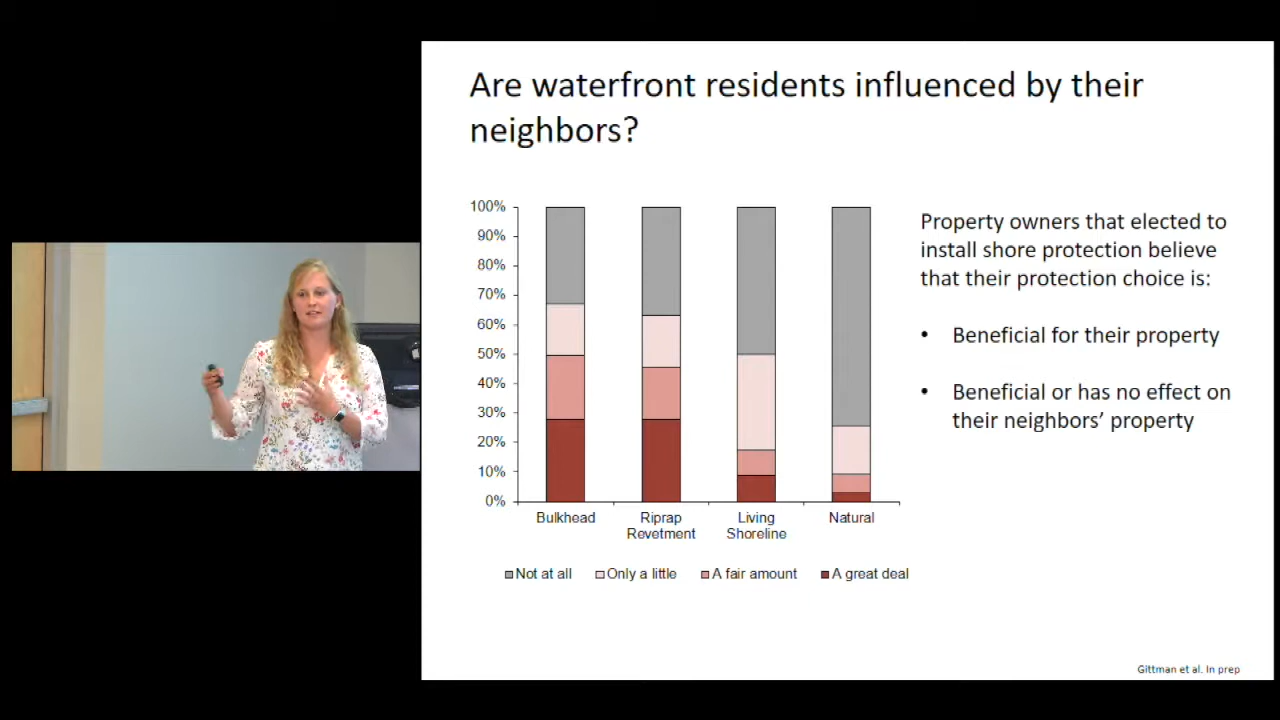 Are waterfront residents influenced by their
neighbors?
100%
90%
80%
70%
60%
50%
40%
30%
20%
10%
0%
Bulkhead
Riprap
Revetment
Living
Shoreline
Natural
Not at all
Only a little
A fair amount
A great deal
Property owners that elected to
install shore protection believe
that their protection choice is:
• Beneficial for their property
• Beneficial or has no effect on
their neighbors' property
Gittman et al. In prep